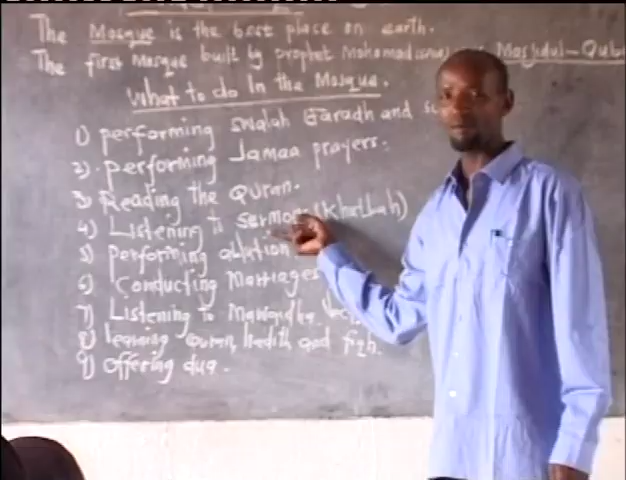 The Mosque is the best place on earth.
The first Mosque built by prophet Mohamad (saw) Masjidul-Quba
What to do In the Mosque.
1) performing swalah Faradh and
2). performing Jamaa prayers.
3) Reading the Quran.
4) Listening to sermons (Khutbah)
5) performing ablution
6) Conducting Marriages
7) Listening to Mawaidha
8) learning Quran, hadith and Fqh.
9) offering dua.